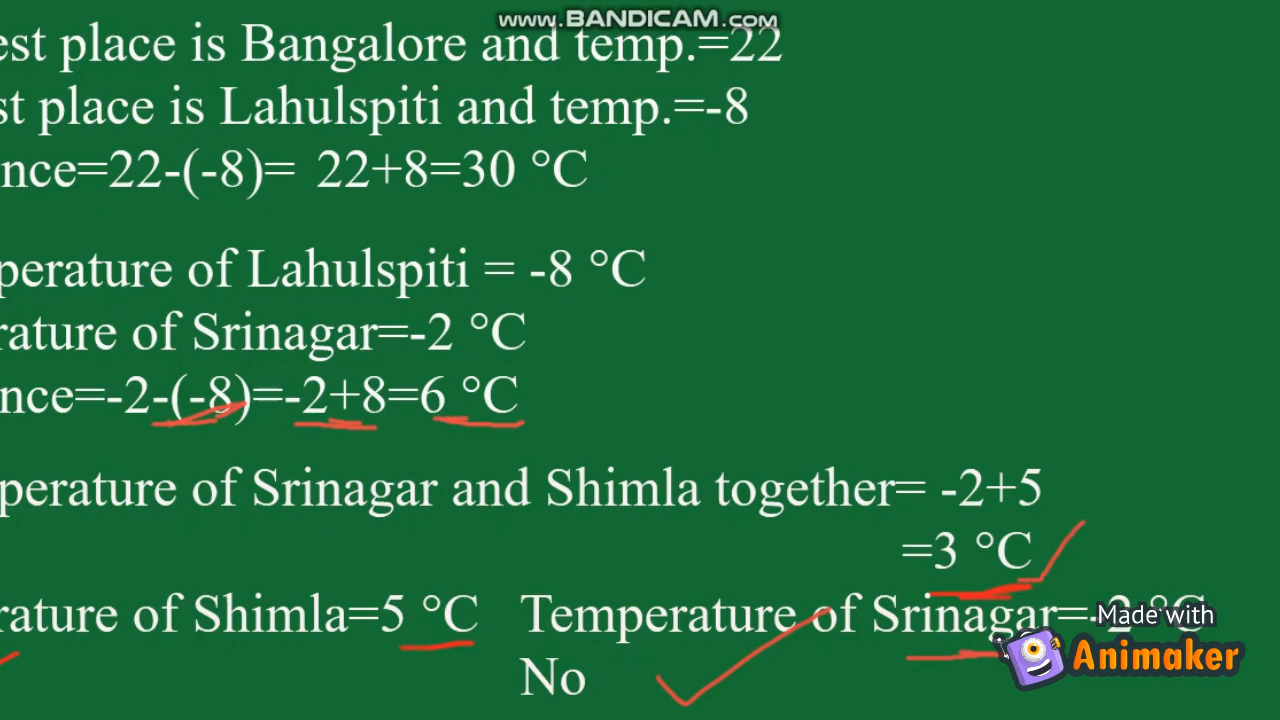 www.BANDICAM.com
est place is Bangalore and temp.=22
st place is Lahulspiti and temp.=-8
nce=22-(-8)= 22+8=30 °C
perature of Lahulspiti = -8 °C
rature of Srinagar=-2 °C
nce=-2-(-8)=-2+8=6 °C
perature of Srinagar and Shimla together= -2+5
=3 °C
rature of Shimla=5 °C Temperature of Srinagar=-2 °C
No
Made with
Animaker